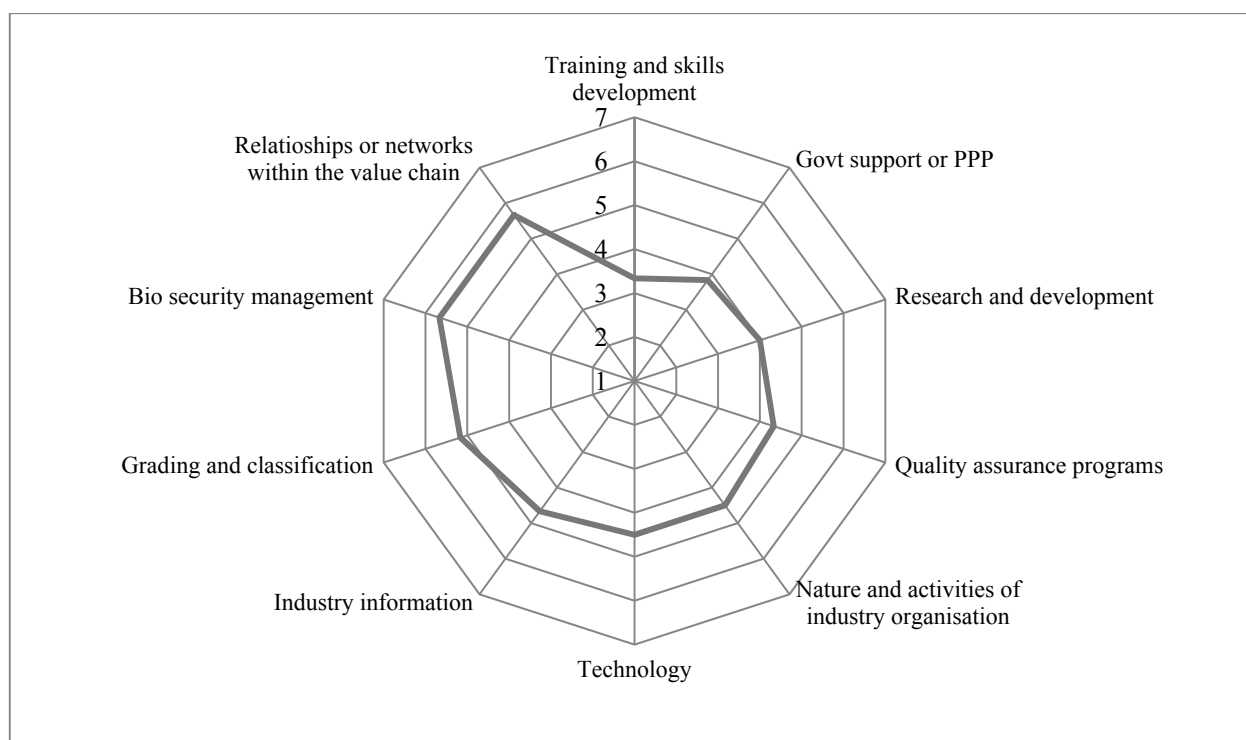 Training and skills
development
7
Relatioships or networks
within the value chain
Govt support or PPP
6
5
4
3
2
1
Bio security management
Research and development
Grading and classification
Quality assurance programs
Industry information
Nature and activities of
industry organisation
Technology